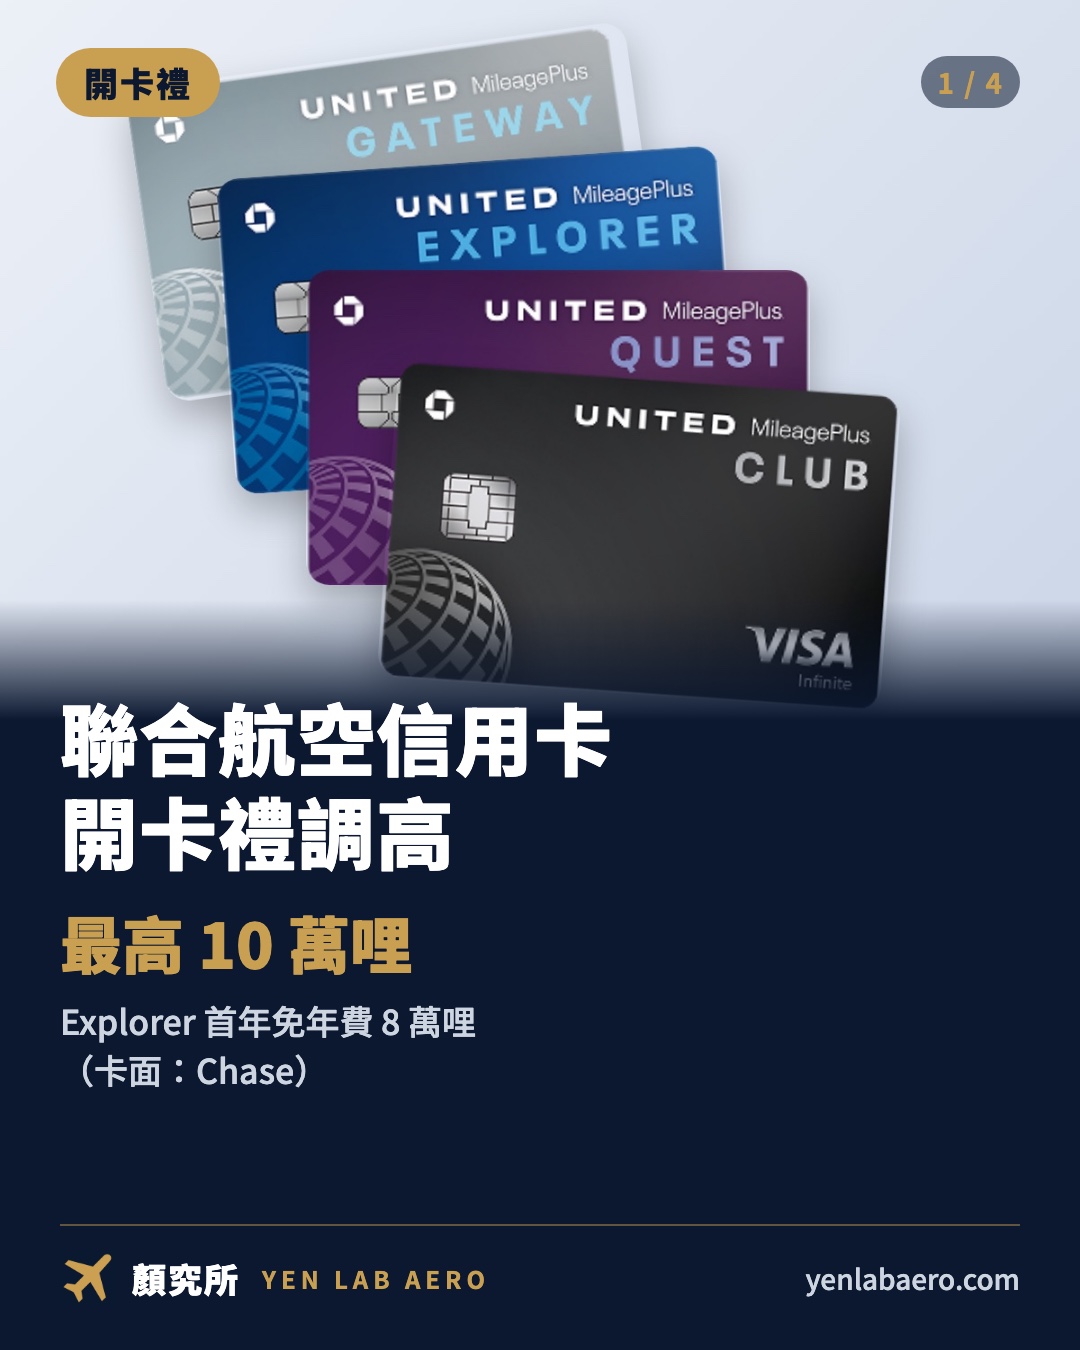 開卡禮
1 / 4
UNITED MileagePlus
GATEWAY
UNITED MileagePlus
EXPLORER
UNITED MileagePlus
QUEST
UNITED MileagePlus
CLUB
VISA
Infinite
聯合航空信用卡
開卡禮調高
最高 10 萬哩
Explorer 首年免年費 8 萬哩
（卡面：Chase）
顏究所 YEN LAB AERO
yenlabaero.com